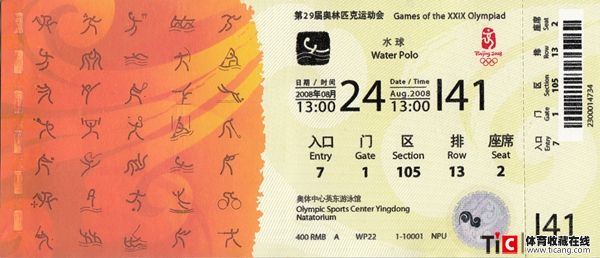 第29届奥林匹克运动会 Games of the XXIX Olympiad
水球
Water Polo
Beijing 2008
日期 / 时间 Date / Time
2008年08月 24 Aug.2008 I41
13:00 13:00
入口 门 区 排 座席
Entry Gate Section Row Seat
7 1 105 13 2
奥体中心英东游泳馆
Olympic Sports Center Yingdong
Natatorium
400 RMB A WP22 1-10001 NPU
座席 Seat 2
排 Row 13
区 Section 105
门 Gate 1
入口 Entry 7
2300014734
I41
TIC 体育收藏在线
www.ticang.com